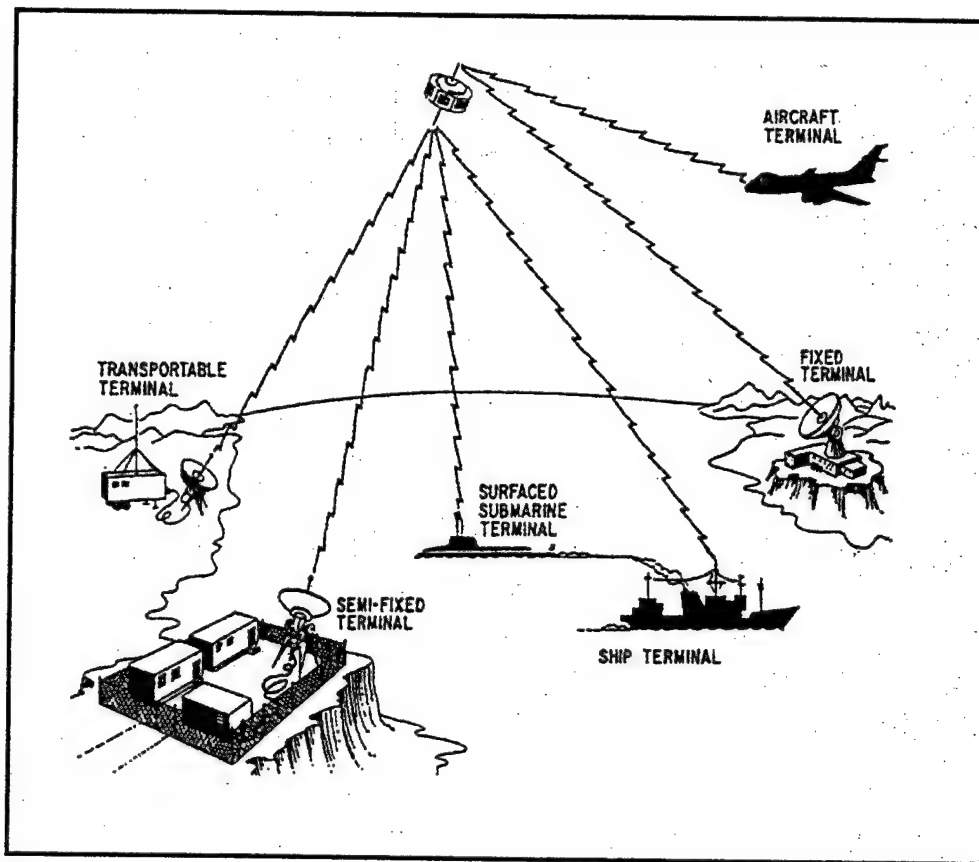 AIRCRAFT
TERMINAL
TRANSPORTABLE
TERMINAL
FIXED
TERMINAL
SURFACED
SUBMARINE
TERMINAL
SEMI-FIXED
TERMINAL
SHIP TERMINAL